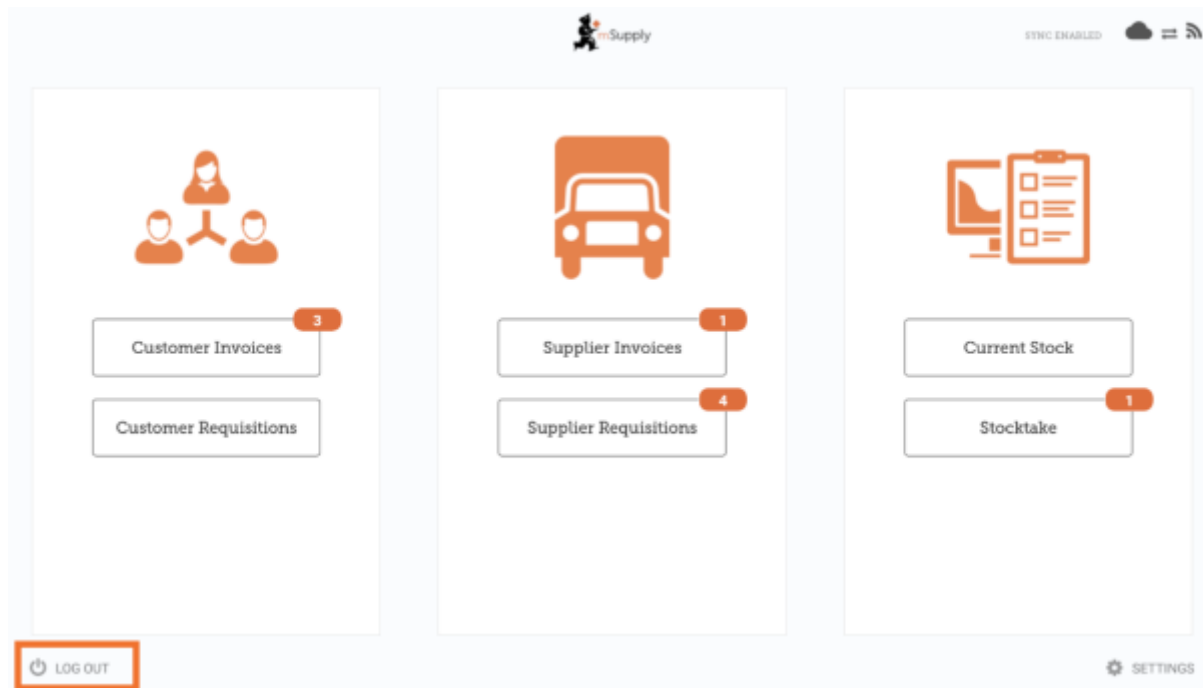 mSupply
SYNC ENABLED
3
Customer Invoices
Customer Requisitions
1
Supplier Invoices
4
Supplier Requisitions
Current Stock
1
Stocktake
LOG OUT
SETTINGS